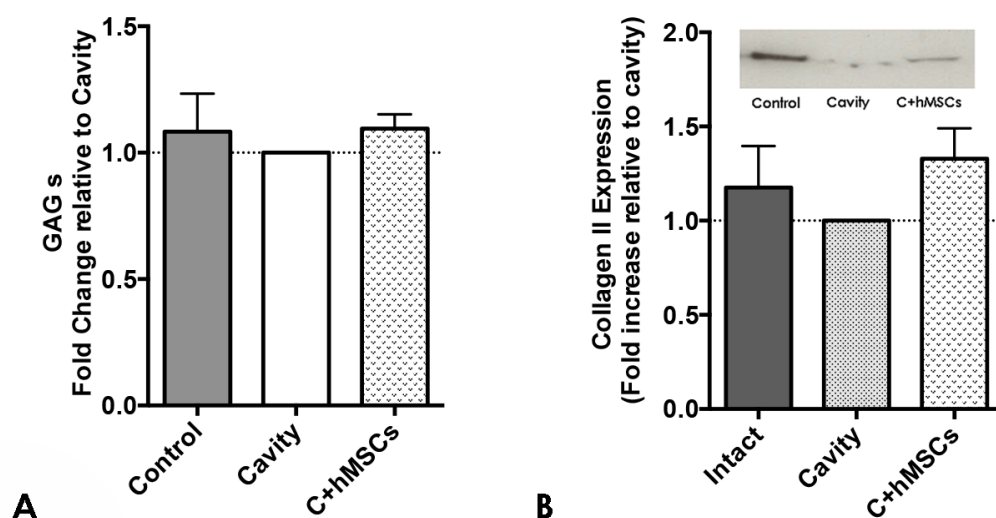 GAG s
Fold Change relative to Cavity
1.5
1.0
0.5
0.0
Control
Cavity
C+hMSCs
A
Collagen II Expression
(Fold increase relative to cavity)
2.0
1.5
1.0
0.5
0.0
Control Cavity C+hMSCs
Intact
Cavity
C+hMSCs
B